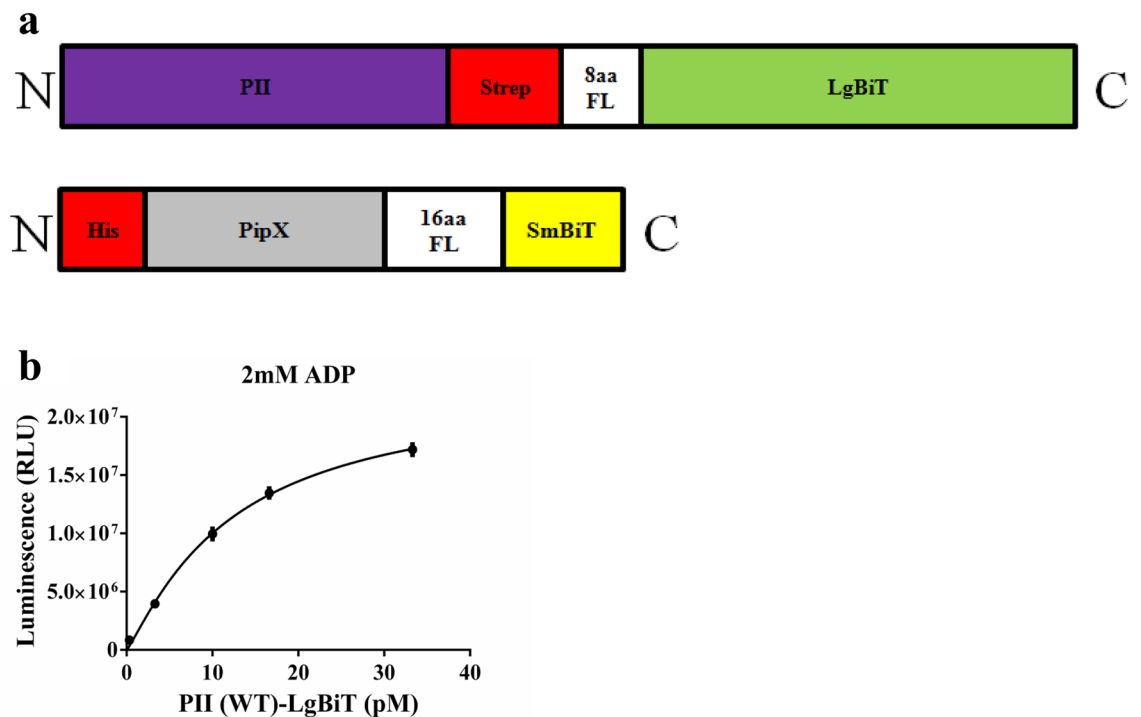 a
N PII Strep 8aa FL LgBiT C
N His PipX 16aa FL SmBiT C
b
2mM ADP
Luminescence (RLU)
2.0×10⁷
1.5×10⁷
1.0×10⁷
5.0×10⁶
0
0 10 20 30 40
PII (WT)-LgBiT (pM)